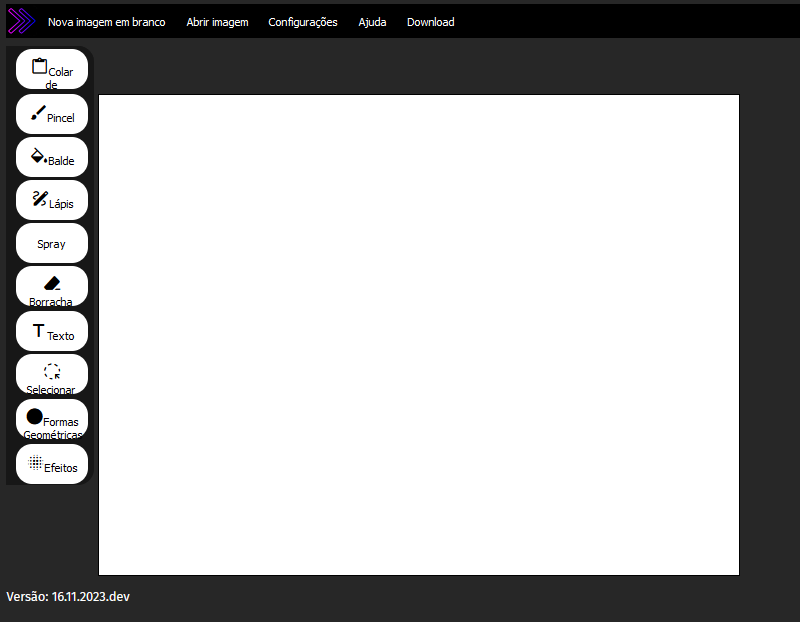 Nova imagem em branco Abrir imagem Configurações Ajuda Download
Colar
de
Pincel
Balde
Lápis
Spray
Borracha
Texto
Selecionar
Formas
Geométricas
Efeitos
Versão: 16.11.2023.dev